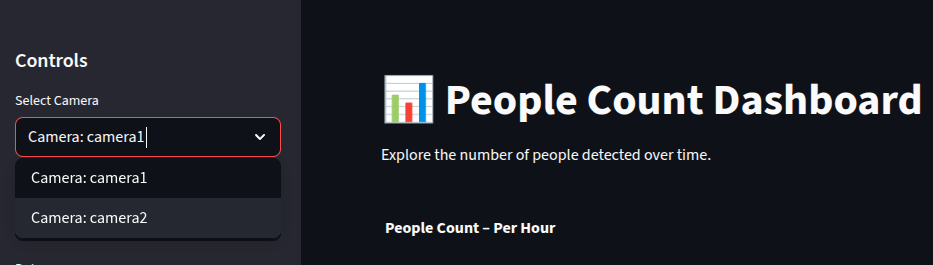 Controls
Select Camera
Camera: camera1
Camera: camera1
Camera: camera2
📊 People Count Dashboard
Explore the number of people detected over time.
People Count – Per Hour